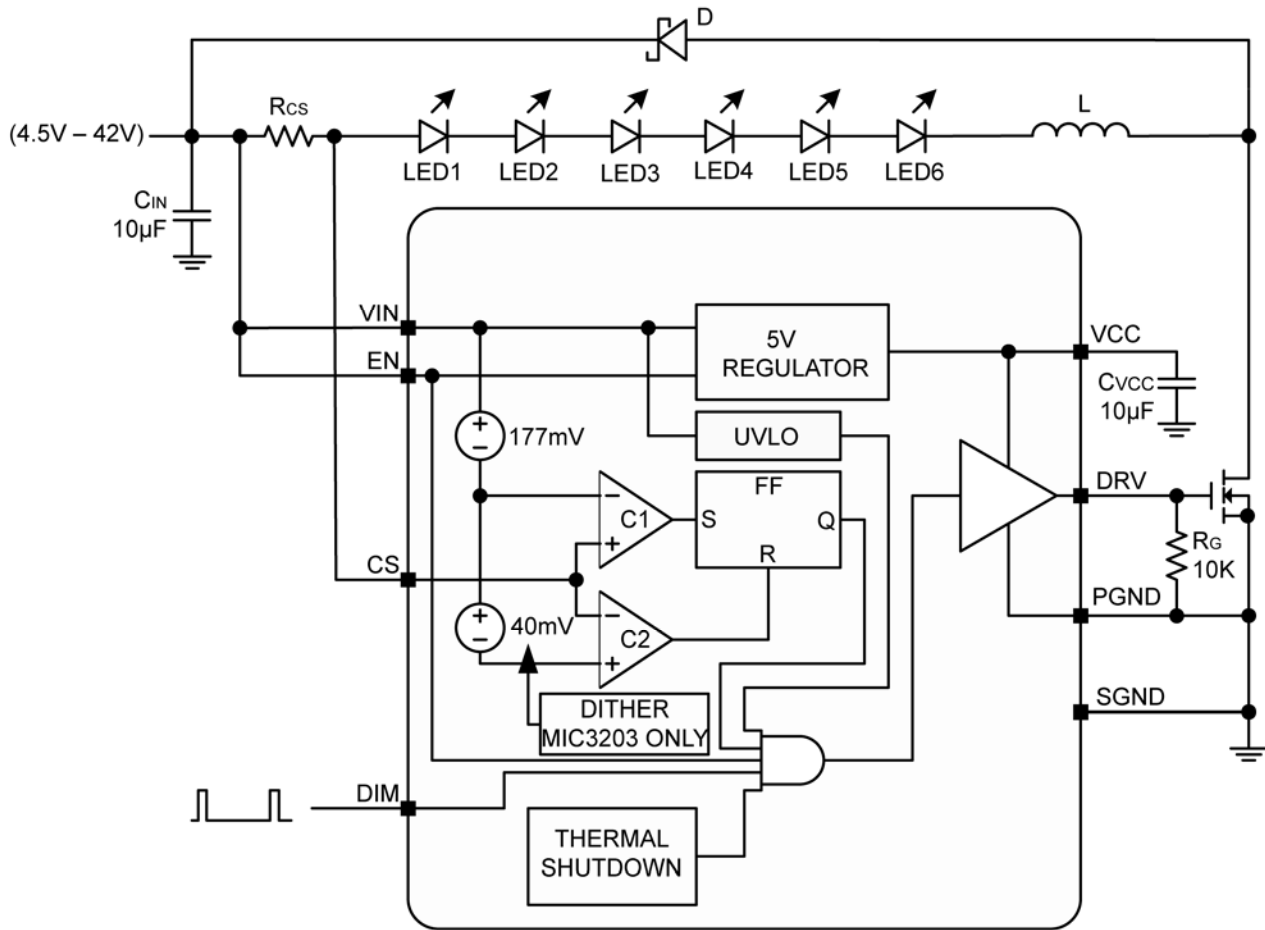 D
RCS
L
(4.5V – 42V)
LED1
LED2
LED3
LED4
LED5
LED6
CIN
10µF
VIN
5V
REGULATOR
VCC
EN
CVCC
10µF
+
–
177mV
UVLO
FF
DRV
–
C1
S
Q
+
R
RG
10K
CS
–
PGND
+
–
40mV
C2
+
SGND
DITHER
MIC3203 ONLY
DIM
THERMAL
SHUTDOWN